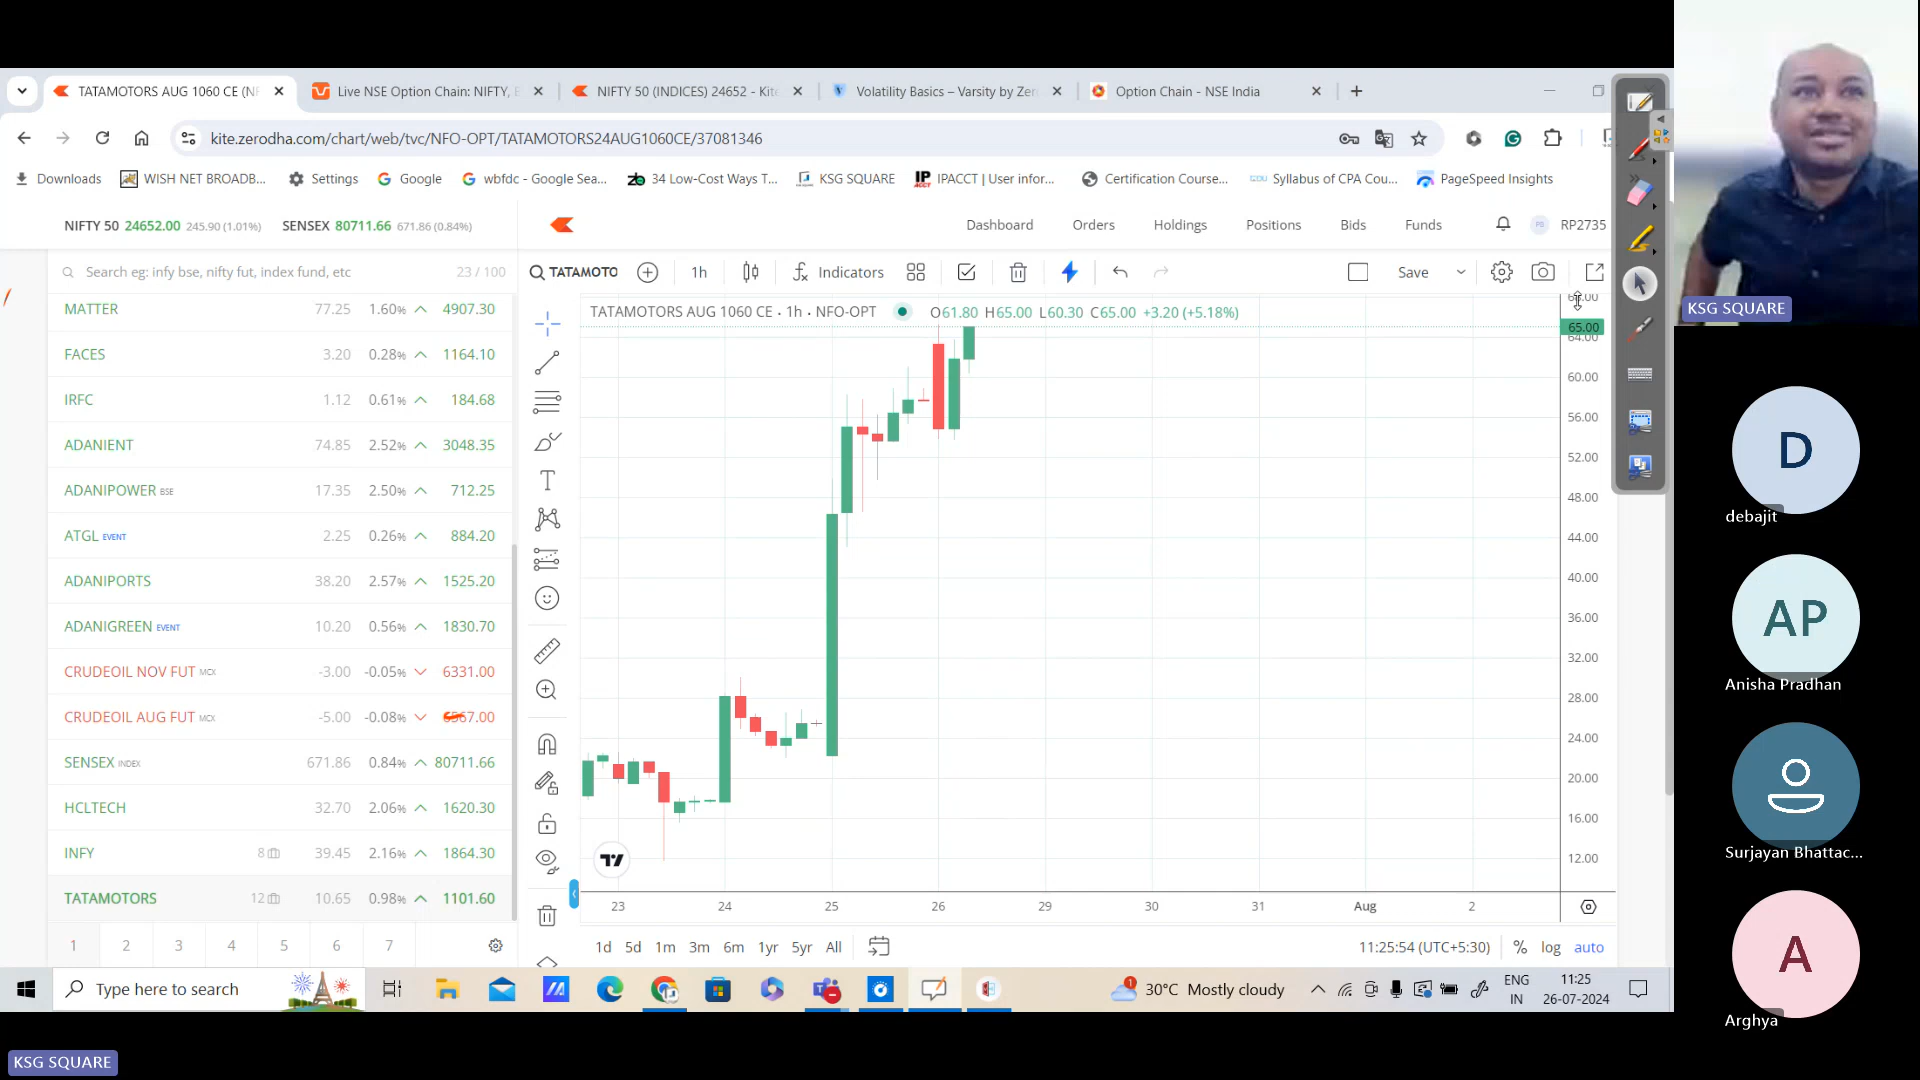 TATAMOTORS AUG 1060 CE (NF
Live NSE Option Chain: NIFTY, B
NIFTY 50 (INDICES) 24652 - Kite
Volatility Basics – Varsity by Zer
Option Chain - NSE India
kite.zerodha.com/chart/web/tvc/NFO-OPT/TATAMOTORS24AUG1060CE/37081346
Downloads
WISH NET BROADB...
Settings
Google
wbfdc - Google Sea...
34 Low-Cost Ways T...
KSG SQUARE
IPACCT | User infor...
Certification Course...
Syllabus of CPA Cou...
PageSpeed Insights
NIFTY 50 24652.00 245.90 (1.01%) SENSEX 80711.66 671.86 (0.84%)
Dashboard Orders Holdings Positions Bids Funds RP2735
Search eg: infy bse, nifty fut, index fund, etc 23 / 100
TATAMOTO 1h Indicators Save
MATTER 77.25 1.60% 4907.30
FACES 3.20 0.28% 1164.10
IRFC 1.12 0.61% 184.68
ADANIENT 74.85 2.52% 3048.35
ADANIPOWER BSE 17.35 2.50% 712.25
ATGL EVENT 2.25 0.26% 884.20
ADANIPORTS 38.20 2.57% 1525.20
ADANIGREEN EVENT 10.20 0.56% 1830.70
CRUDEOIL NOV FUT MCX -3.00 -0.05% 6331.00
CRUDEOIL AUG FUT MCX -5.00 -0.08%
SENSEX INDEX 671.86 0.84% 80711.66
HCLTECH 32.70 2.06% 1620.30
INFY 8 39.45 2.16% 1864.30
TATAMOTORS 12 10.65 0.98% 1101.60
1 2 3 4 5 6 7
TATAMOTORS AUG 1060 CE · 1h · NFO-OPT O61.80 H65.00 L60.30 C65.00 +3.20 (+5.18%)
65.00
64.00
60.00
56.00
52.00
48.00
44.00
40.00
36.00
32.00
28.00
24.00
20.00
16.00
12.00
23 24 25 26 29 30 31 Aug 2
1d 5d 1m 3m 6m 1yr 5yr All
11:25:54 (UTC+5:30) % log auto
Type here to search
30°C Mostly cloudy
ENG
IN
11:25
26-07-2024
KSG SQUARE
D
debajit
AP
Anisha Pradhan
Surjayan Bhattac...
A
Arghya
KSG SQUARE